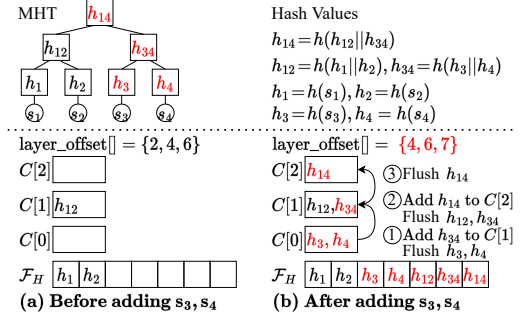 MHT
h14
h12 h34
h1 h2 h3 h4
s1 s2 s3 s4
Hash Values
h14=h(h12||h34)
h12=h(h1||h2), h34=h(h3||h4)
h1=h(s1), h2=h(s2)
h3=h(s3), h4 = h(s4)
layer_offset[] = {2, 4, 6}
C[2]
C[1] h12
C[0]
F_H h1 h2
(a) Before adding s3, s4
layer_offset[] = {4, 6, 7}
C[2] h14
③ Flush h14
C[1] h12,h34
② Add h14 to C[2]
Flush h12, h34
C[0] h3, h4
① Add h34 to C[1]
Flush h3, h4
F_H h1 h2 h3 h4 h12 h34 h14
(b) After adding s3, s4